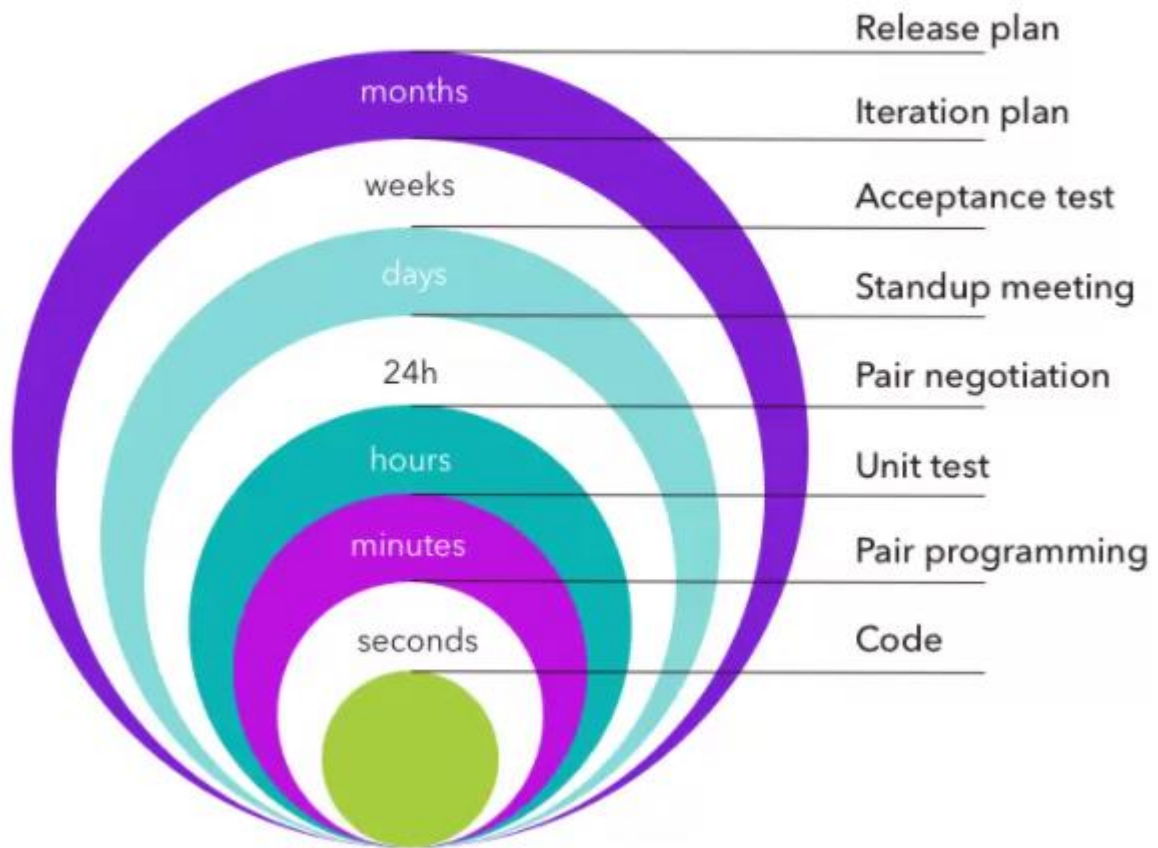 Release plan
months
Iteration plan
weeks
Acceptance test
days
Standup meeting
24h
Pair negotiation
hours
Unit test
minutes
Pair programming
seconds
Code